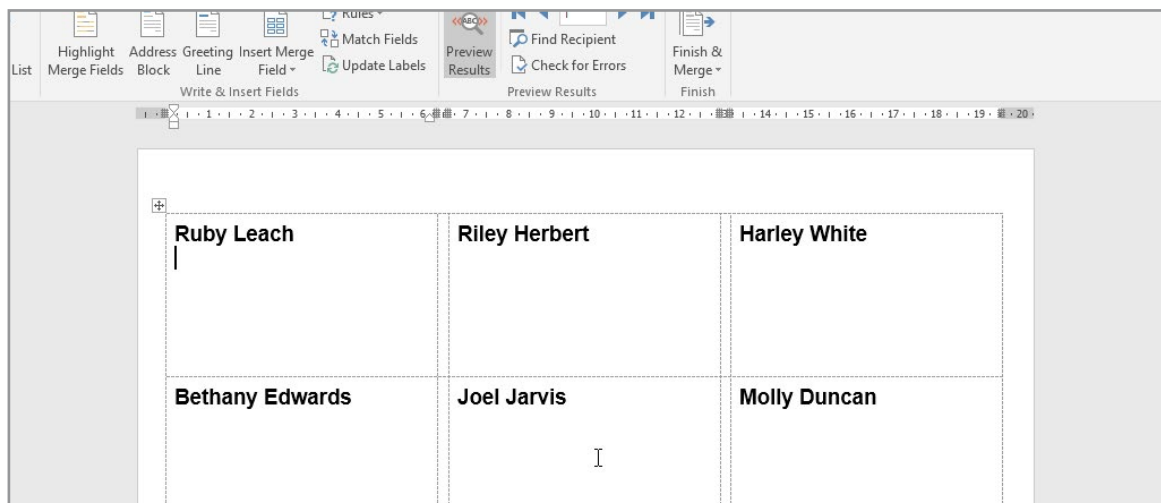 Rules
1
Match Fields
Find Recipient
Highlight Merge Fields
Address Block
Greeting Line
Insert Merge Field
Preview Results
Finish & Merge
List
Update Labels
Check for Errors
Write & Insert Fields
Preview Results
Finish
1 2 3 4 5 6 7 8 9 10 11 12 14 15 16 17 18 19 20
Ruby Leach
Riley Herbert
Harley White
Bethany Edwards
Joel Jarvis
Molly Duncan